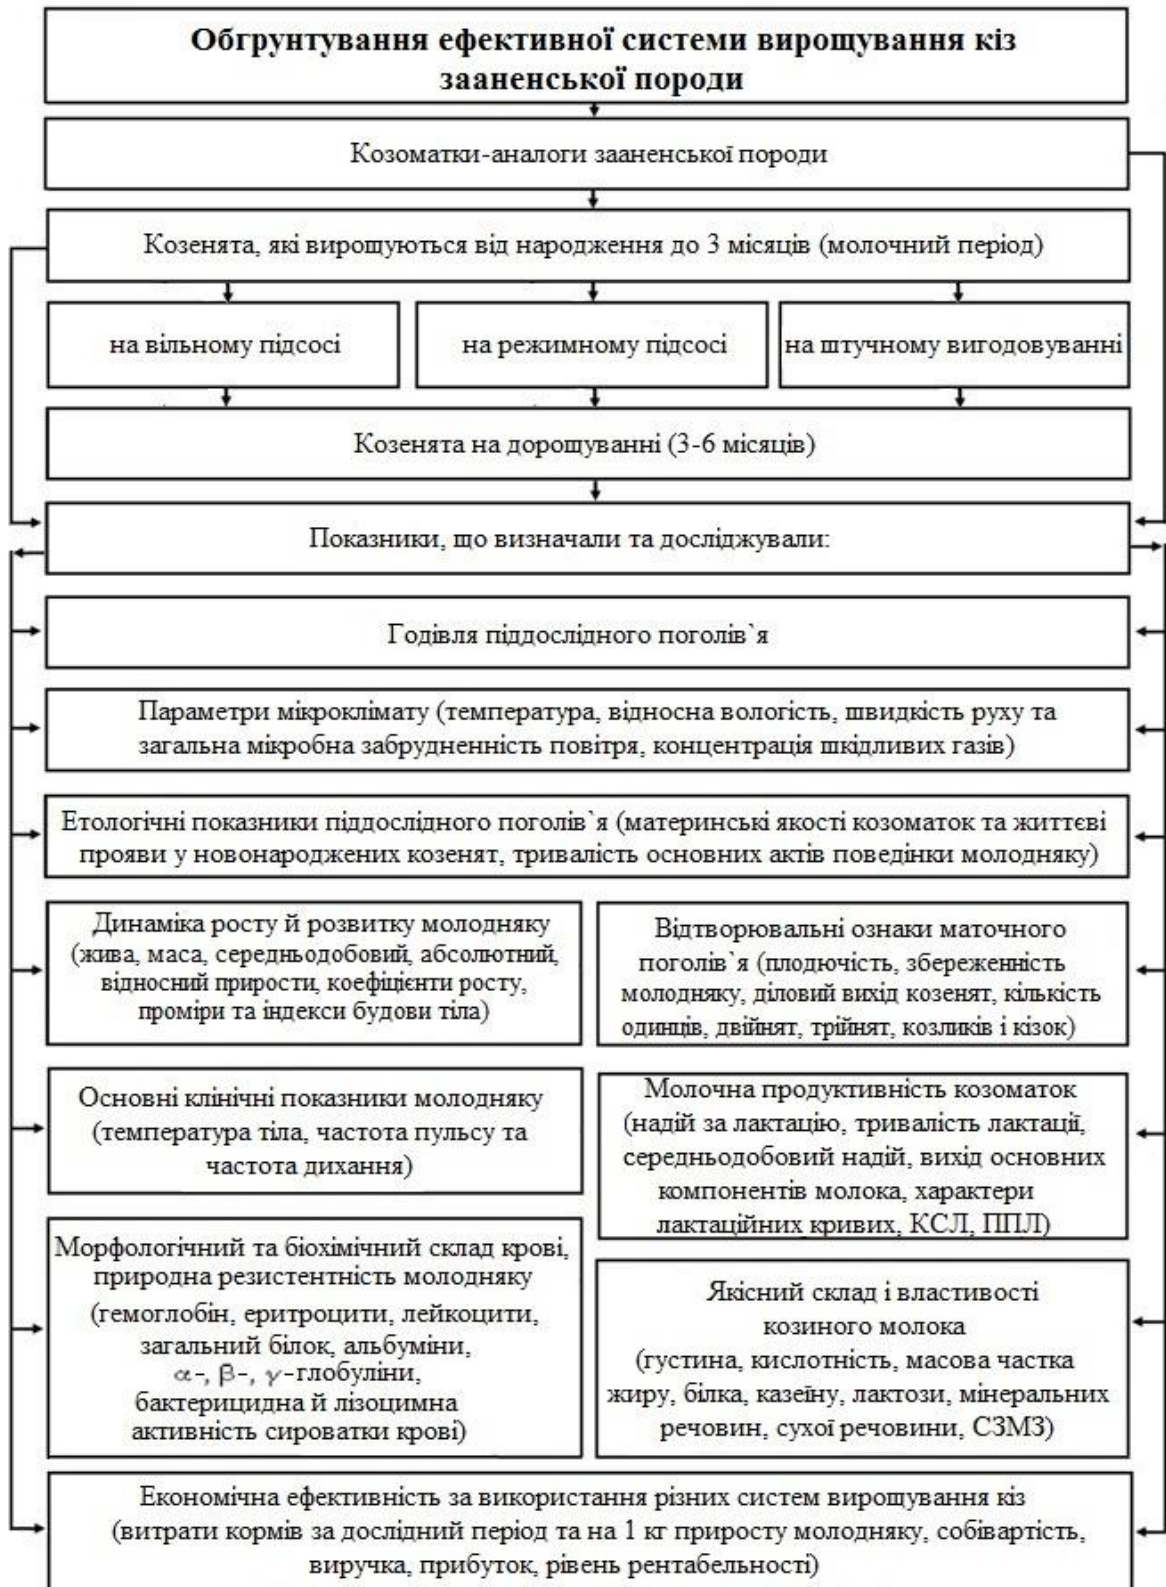 Обгрунтування ефективної системи вирощування кіз
зааненської породи
Козоматки-аналоги зааненської породи
Козенята, які вирощуються від народження до 3 місяців (молочний період)
на вільному підсосі
на режимному підсосі
на штучному вигодовуванні
Козенята на дорощуванні (3-6 місяців)
Показники, що визначали та досліджували:
Годівля піддослідного поголів`я
Параметри мікроклімату (температура, відносна вологість, швидкість руху та
загальна мікробна забрудненність повітря, концентрація шкідливих газів)
Етологічні показники піддослідного поголів`я (материнські якості козоматок та життєві
прояви у новонароджених козенят, тривалість основних актів поведінки молодняку)
Динаміка росту й розвитку молодняку
(жива, маса, середньодобовий, абсолютний,
відносний прирости, коефіцієнти росту,
проміри та індекси будови тіла)
Відтворювальні ознаки маточного
поголів`я (плодючість, збереженність
молодняку, діловий вихід козенят, кількість
одинців, двійнят, трійнят, козликів і кізок)
Основні клінічні показники молодняку
(температура тіла, частота пульсу та
частота дихання)
Молочна продуктивність козоматок
(надій за лактацію, тривалість лактації,
середньодобовий надій, вихід основних
компонентів молока, характери
лактаційних кривих, КСЛ, ППЛ)
Морфологічний та біохімічний склад крові,
природна резистентність молодняку
(гемоглобін, еритроцити, лейкоцити,
загальний білок, альбуміни,
α-, β-, γ-глобуліни,
бактерицидна й лізоцимна
активність сироватки крові)
Якісний склад і властивості
козиного молока
(густина, кислотність, масова частка
жиру, білка, казеїну, лактози, мінеральних
речовин, сухої речовини, СЗМЗ)
Економічна ефективність за використання різних систем вирощування кіз
(витрати кормів за дослідний період та на 1 кг приросту молодняку, собівартість,
виручка, прибуток, рівень рентабельності)